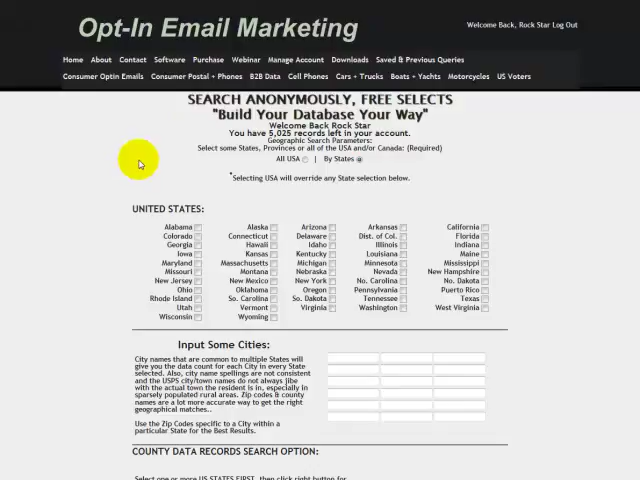 Opt-In Email Marketing
Welcome Back, Rock Star Log Out
Home About Contact Software Purchase Webinar Manage Account Downloads Saved & Previous Queries
Consumer Optin Emails Consumer Postal + Phones B2B Data Cell Phones Cars + Trucks Boats + Yachts Motorcycles US Voters
SEARCH ANONYMOUSLY, FREE SELECTS
"Build Your Database Your Way"
Welcome Back Rock Star
You have 5,025 records left in your account.
Geographic Search Parameters:
Select some States, Provinces or all of the USA and/or Canada: (Required)
All USA | By States
*Selecting USA will override any State selection below.
UNITED STATES:
Alabama Alaska Arizona Arkansas California
Colorado Connecticut Delaware Dist. of Col. Florida
Georgia Hawaii Idaho Illinois Indiana
Iowa Kansas Kentucky Louisiana Maine
Maryland Massachusetts Michigan Minnesota Mississippi
Missouri Montana Nebraska Nevada New Hampshire
New Jersey New Mexico New York No. Carolina No. Dakota
Ohio Oklahoma Oregon Pennsylvania Puerto Rico
Rhode Island So. Carolina So. Dakota Tennessee Texas
Utah Vermont Virginia Washington West Virginia
Wisconsin Wyoming
Input Some Cities:
City names that are common to multiple States will
give you the data count for each City in every State
selected. Also, city name spellings are not consistent
and the USPS city/town names do not always jibe
with the actual town the resident is in, especially in
sparsely populated rural areas. Zip codes & county
names are a lot more accurate way to get the right
geographical matches..
Use the Zip Codes specific to a City within a
particular State for the Best Results.
COUNTY DATA RECORDS SEARCH OPTION:
Select one or more US STATES FIRST, then click right button for